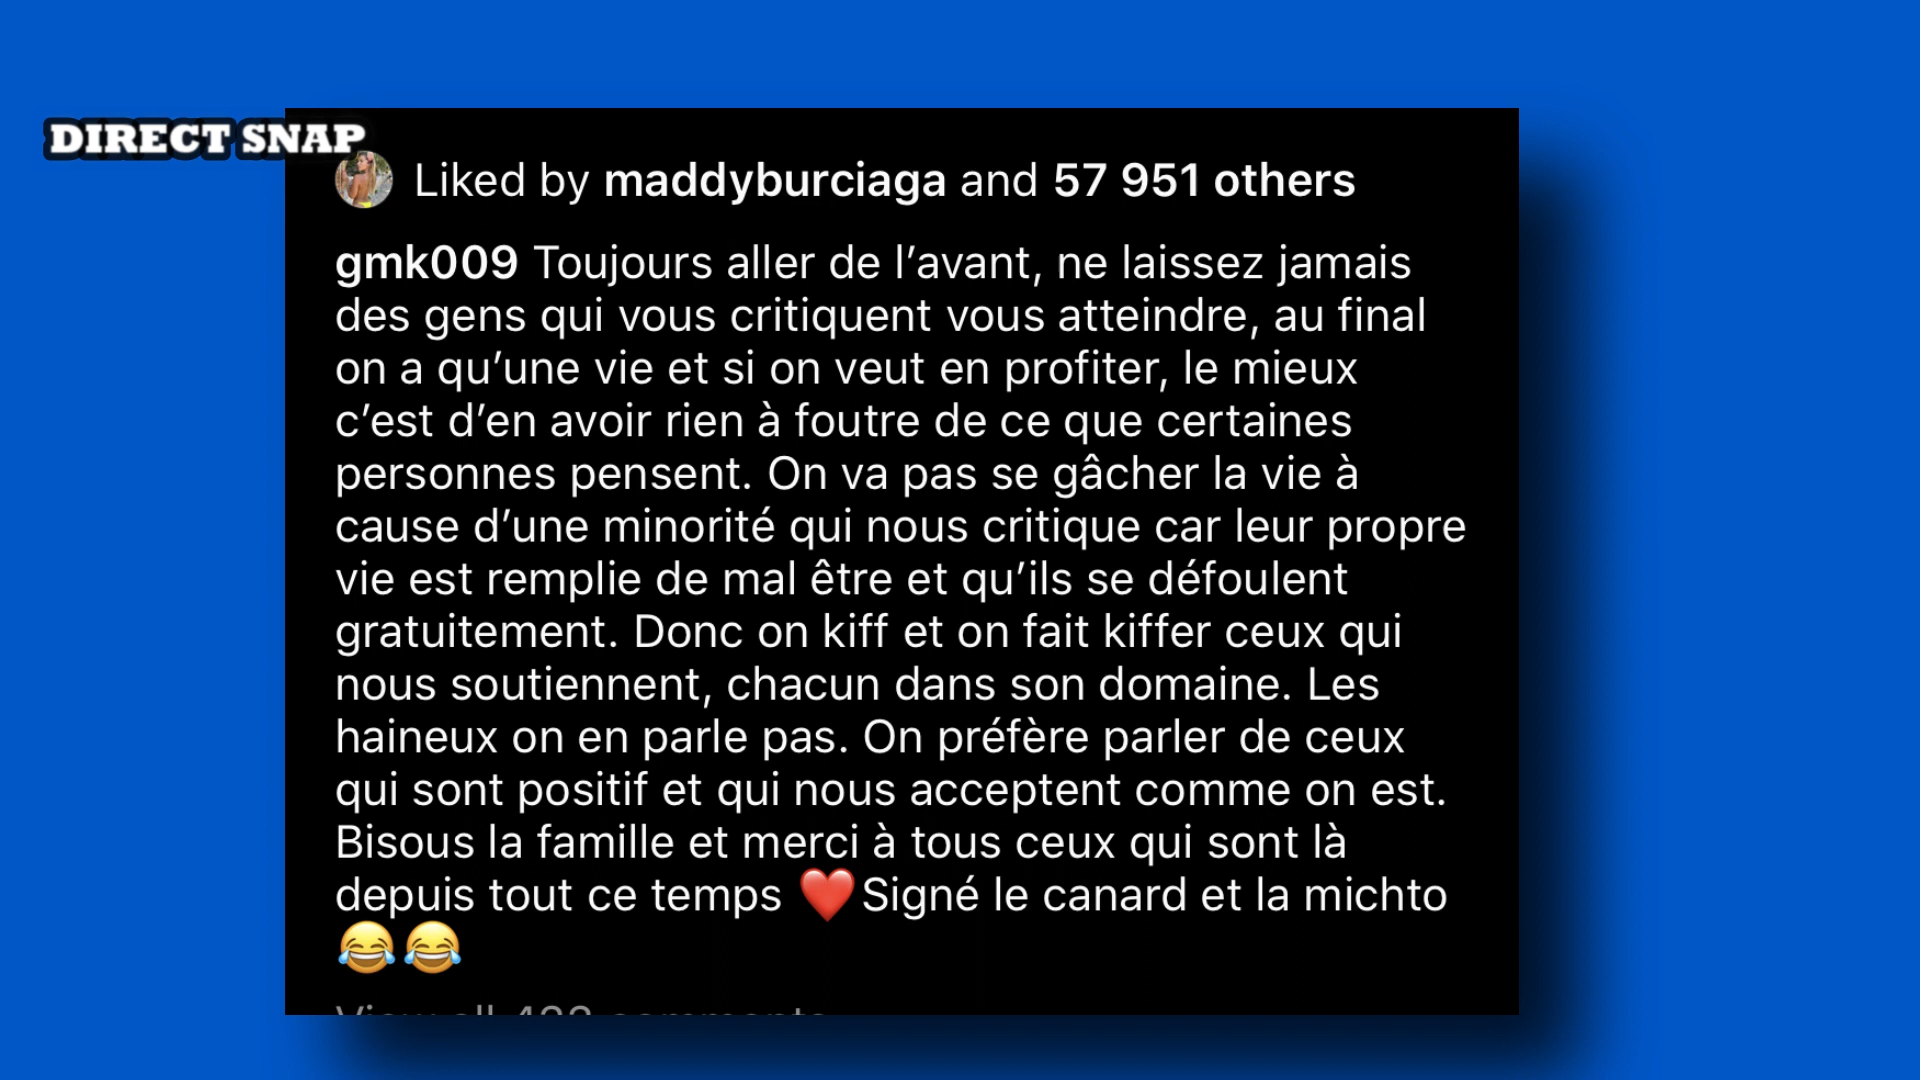 DIRECT SNAP
Liked by maddyburciaga and 57 951 others
gmk009 Toujours aller de l’avant, ne laissez jamais
des gens qui vous critiquent vous atteindre, au final
on a qu’une vie et si on veut en profiter, le mieux
c’est d’en avoir rien à foutre de ce que certaines
personnes pensent. On va pas se gâcher la vie à
cause d’une minorité qui nous critique car leur propre
vie est remplie de mal être et qu’ils se défoulent
gratuitement. Donc on kiff et on fait kiffer ceux qui
nous soutiennent, chacun dans son domaine. Les
haineux on en parle pas. On préfère parler de ceux
qui sont positif et qui nous acceptent comme on est.
Bisous la famille et merci à tous ceux qui sont là
depuis tout ce temps ❤️Signé le canard et la michto
😂😂
View all comments